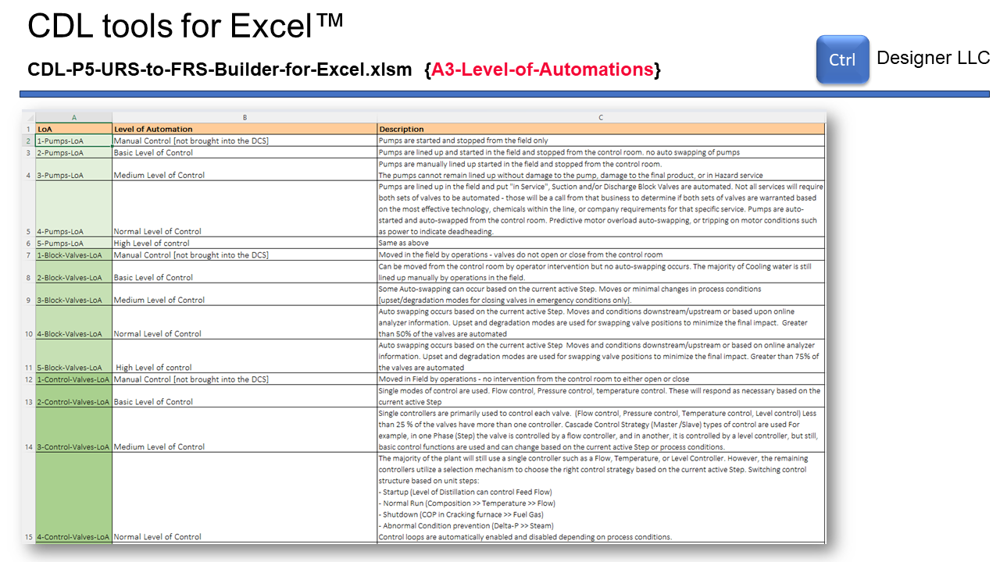 CDL tools for Excel™
CDL-P5-URS-to-FRS-Builder-for-Excel.xlsm {A3-Level-of-Automations}
Ctrl
Designer LLC
A B C
1 LoA Level of Automation Description
2 1-Pumps-LoA Manual Control [not brought into the DCS] Pumps are started and stopped from the field only
3 2-Pumps-LoA Basic Level of Control Pumps are lined up and started in the field and stopped from the control room. no auto swapping of pumps
Pumps are manually lined up started in the field and stopped from the control room.
4 3-Pumps-LoA Medium Level of Control The pumps cannot remain lined up without damage to the pump, damage to the final product, or in Hazard service
Pumps are lined up in the field and put "in Service", Suction and/or Discharge Block Valves are automated. Not all services will require
both sets of valves to be automated - those will be a call from that business to determine if both sets of valves are warranted based
on the most effective technology, chemicals within the line, or company requirements for that specific service. Pumps are auto-
started and auto-swapped from the control room. Predictive motor overload auto-swapping, or tripping on motor conditions such
5 4-Pumps-LoA Normal Level of Control as power to indicate deadheading.
6 5-Pumps-LoA High Level of control Same as above
7 1-Block-Valves-LoA Manual Control [not brought into the DCS] Moved in the field by operations - valves do not open or close from the control room
Can be moved from the control room by operator intervention but no auto-swapping occurs. The majority of Cooling water is still
8 2-Block-Valves-LoA Basic Level of Control lined up manually by operations in the field.
Some Auto-swapping can occur based on the current active Step. Moves or minimal changes in process conditions
9 3-Block-Valves-LoA Medium Level of Control [upset/degradation modes for closing valves in emergency conditions only].
Auto swapping occurs based on the current active Step. Moves and conditions downstream/upstream or based upon online
analyzer information. Upset and degradation modes are used for swapping valve positions to minimize the final impact. Greater
10 4-Block-Valves-LoA Normal Level of Control than 50% of the valves are automated
Auto swapping occurs based on the current active Step Moves and conditions downstream/upstream or based on online analyzer
information. Upset and degradation modes are used for swapping valve positions to minimize the final impact. Greater than 75% of
11 5-Block-Valves-LoA High Level of control the valves are automated
12 1-Control-Valves-LoA Manual Control [not brought into the DCS] Moved in Field by operations - no intervention from the control room to either open or close
Single modes of control are used. Flow control, Pressure control, temperature control. These will respond as necessary based on the
13 2-Control-Valves-LoA Basic Level of Control current active Step
Single controllers are primarily used to control each valve. (Flow control, Pressure control, Temperature control, Level control) Less
than 25 % of the valves have more than one controller. Cascade Control Strategy (Master /Slave) types of control are used For
example, in one Phase (Step) the valve is controlled by a flow controller, and in another, it is controlled by a level controller, but still,
14 3-Control-Valves-LoA Medium Level of Control basic control functions are used and can change based on the current active Step or process conditions.
The majority of the plant will still use a single controller such as a Flow, Temperature, or Level Controller. However, the remaining
controllers utilize a selection mechanism to choose the right control strategy based on the current active Step. Switching control
structure based on unit steps:
- Startup (Level of Distillation can control Feed Flow)
- Normal Run (Composition >> Temperature >> Flow)
- Shutdown (COP in Cracking furnace >> Fuel Gas)
- Abnormal Condition prevention (Delta-P >> Steam)
15 4-Control-Valves-LoA Normal Level of Control Control loops are automatically enabled and disabled depending on process conditions.